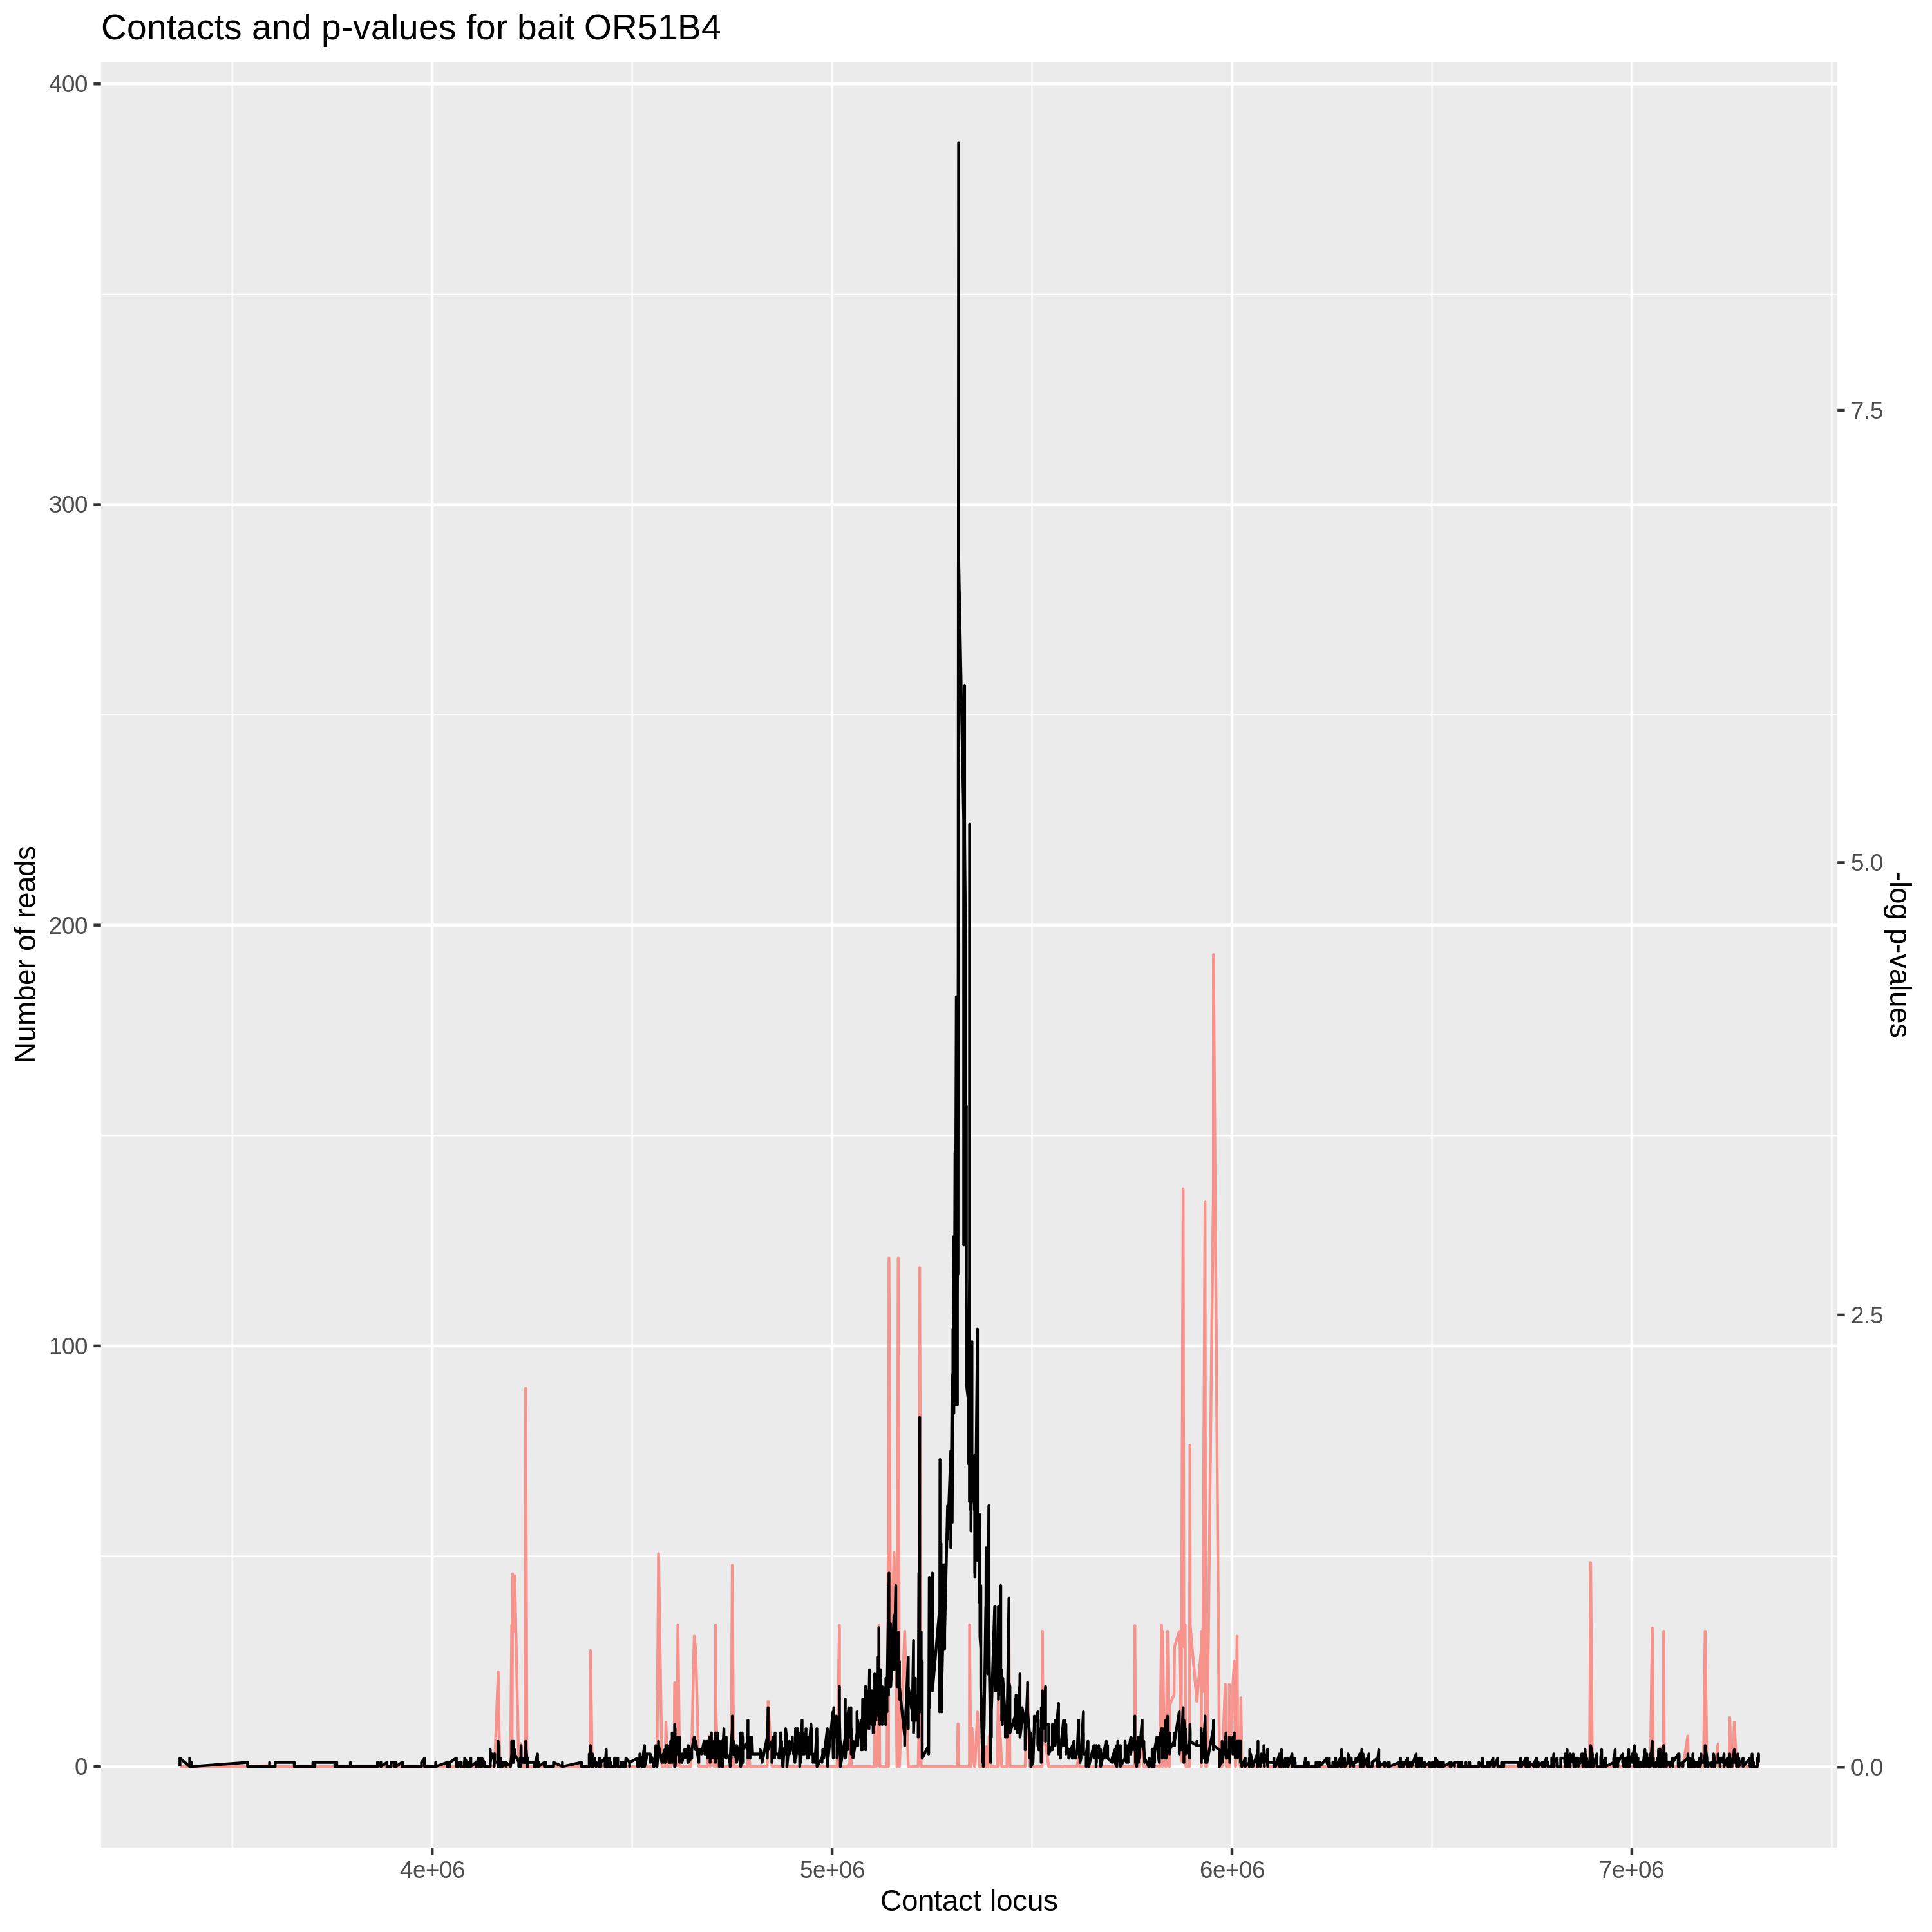 Contacts and p-values for bait OR51B4
400
300
200
100
0
Number of reads
7.5
5.0
2.5
0.0
-log p-values
4e+06 5e+06 6e+06 7e+06
Contact locus